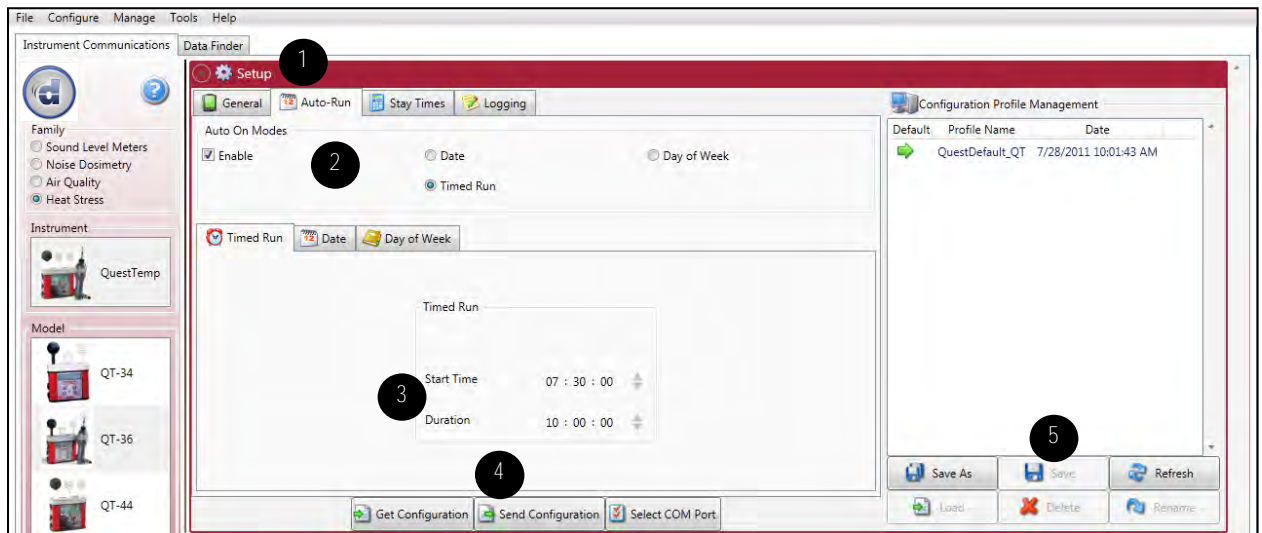 File Configure Manage Tools Help
Instrument Communications Data Finder
1
Setup
General Auto-Run Stay Times Logging
Auto On Modes
Enable Date Day of Week
2
Timed Run
Timed Run Date Day of Week
Timed Run
Start Time 07 : 30 : 00
3
Duration 10 : 00 : 00
4
Get Configuration Send Configuration Select COM Port
Family
Sound Level Meters
Noise Dosimetry
Air Quality
Heat Stress
Instrument
QuestTemp
Model
QT-34
QT-36
QT-44
Configuration Profile Management
Default Profile Name Date
QuestDefault_QT 7/28/2011 10:01:43 AM
5
Save As Save Refresh
Load Delete Rename